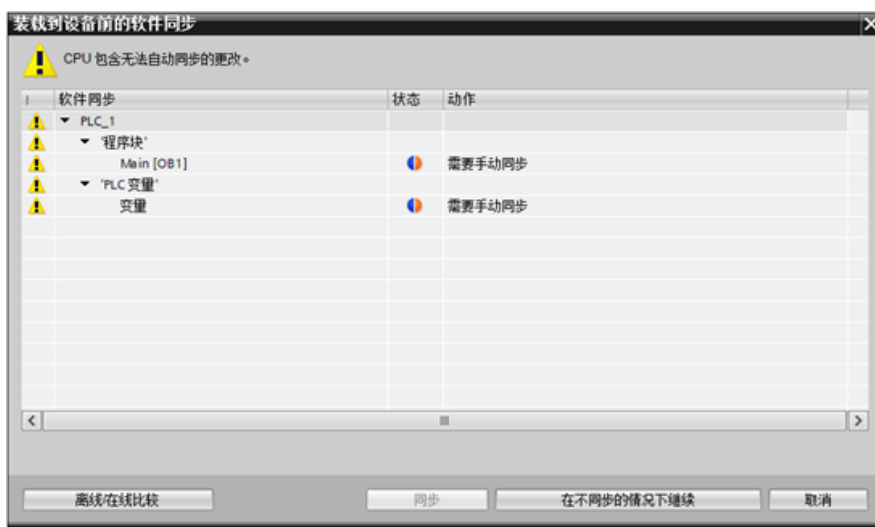 装载到设备前的软件同步
CPU 包含无法自动同步的更改。
! 软件同步 状态 动作
PLC_1
'程序块'
Main [OB1] 需要手动同步
'PLC 变量'
变量 需要手动同步
离线/在线比较 同步 在不同步的情况下继续 取消